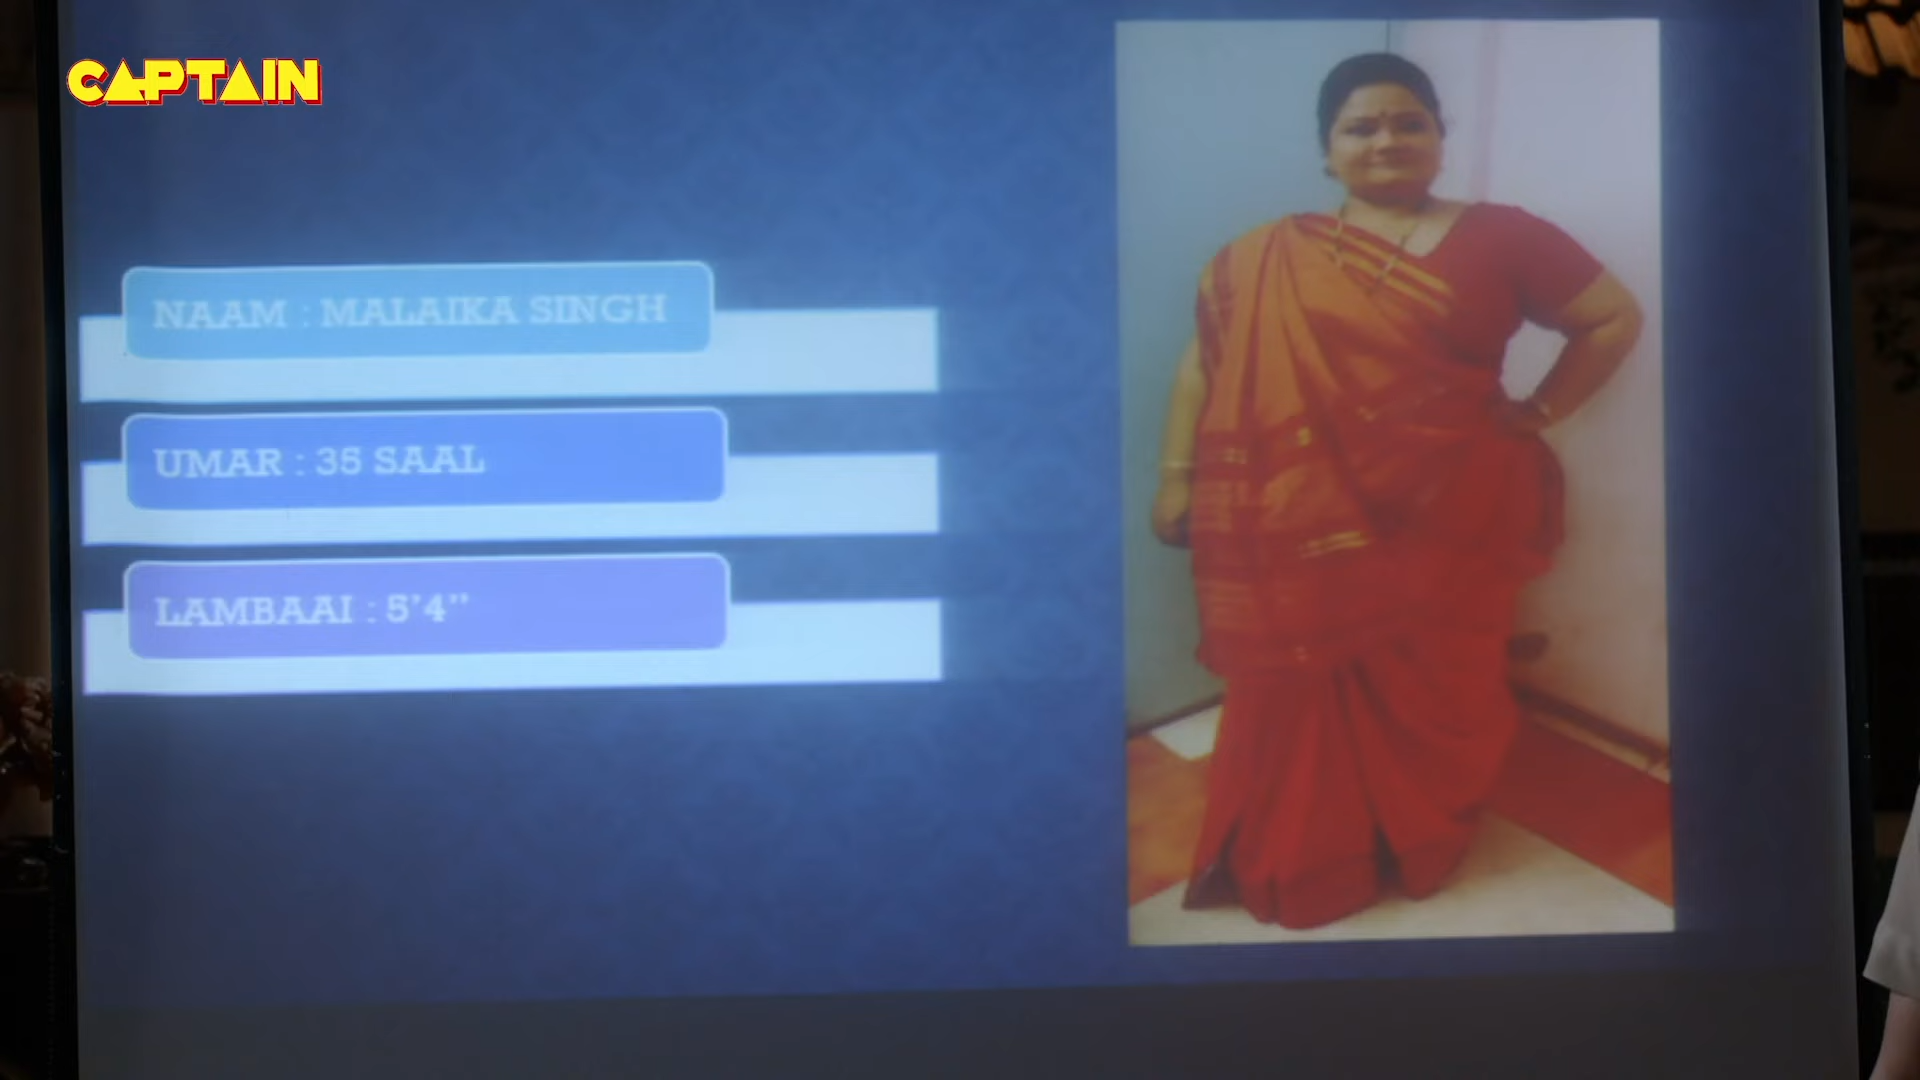 CAPTAIN
NAAM : MALAIKA SINGH
UMAR : 35 SAAL
LAMBAAI : 5’4”